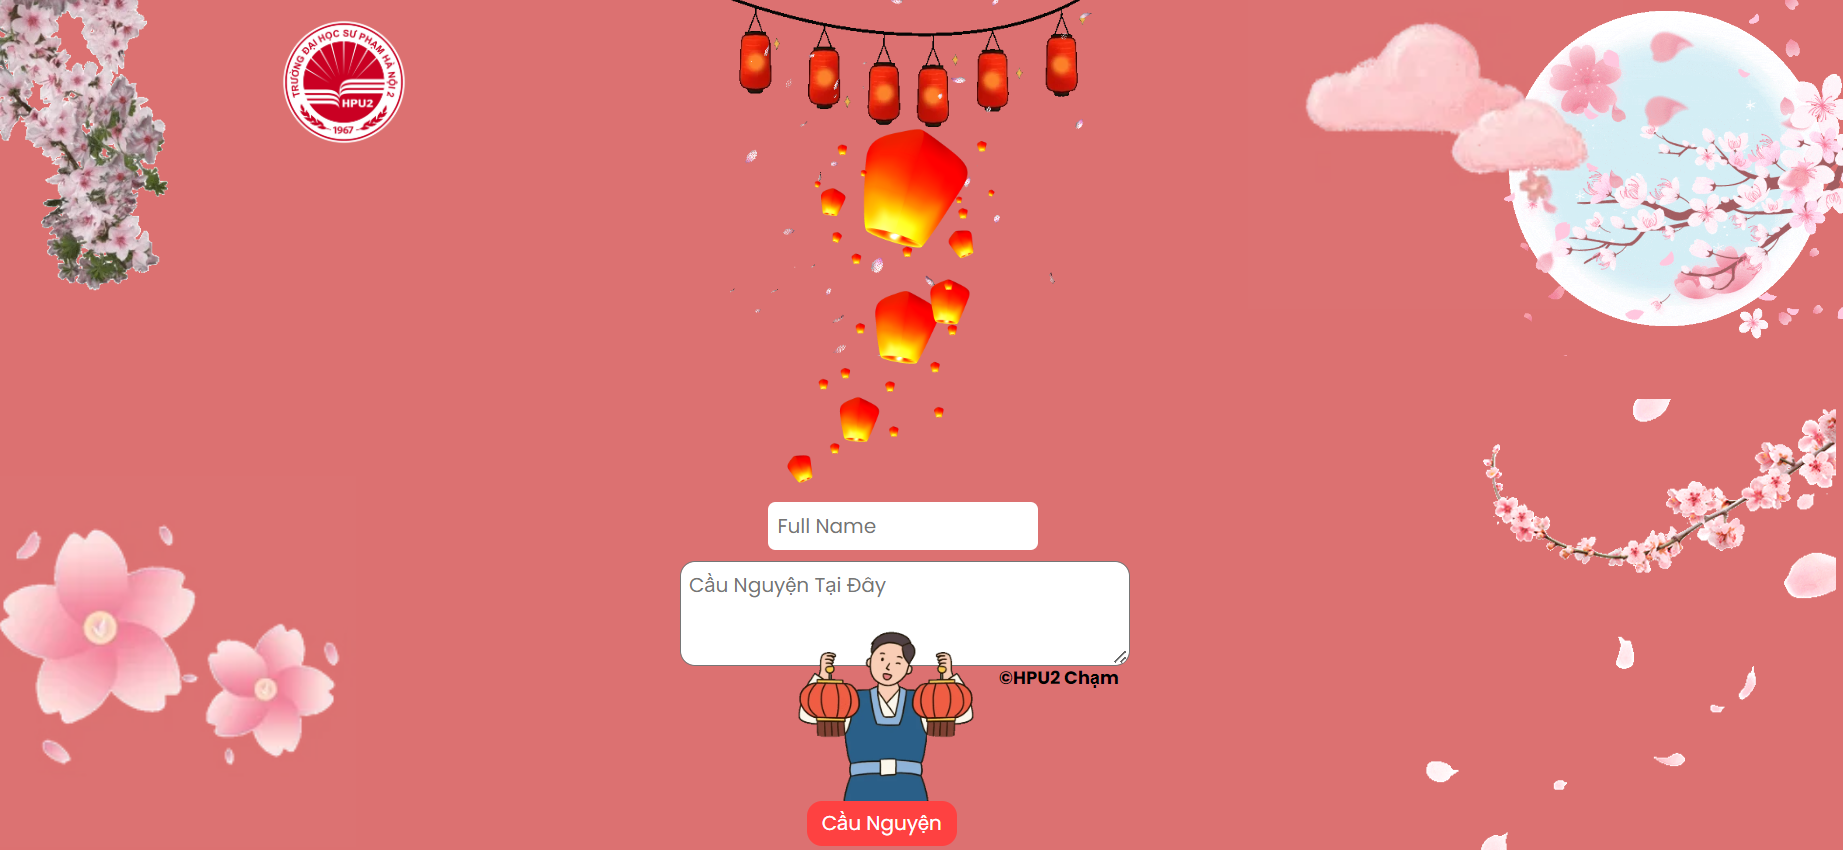 TRƯỜNG ĐẠI HỌC SƯ PHẠM HÀ NỘI 2
HPU2
1967
Full Name
Cầu Nguyện Tại Đây
©HPU2 Chạm
Cầu Nguyện